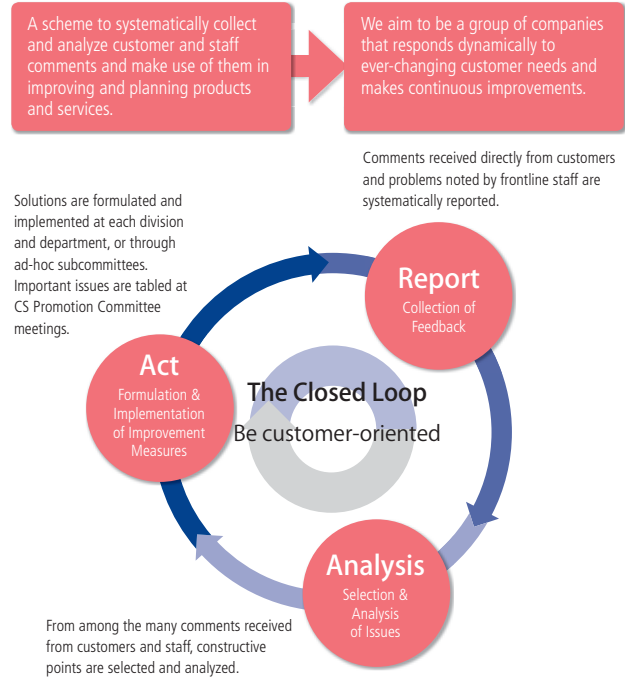 A scheme to systematically collect
and analyze customer and staff
comments and make use of them in
improving and planning products
and services.
We aim to be a group of companies
that responds dynamically to
ever-changing customer needs and
makes continuous improvements.
Comments received directly from customers
and problems noted by frontline staff are
systematically reported.
Solutions are formulated and
implemented at each division
and department, or through
ad-hoc subcommittees.
Important issues are tabled at
CS Promotion Committee
meetings.
Report
Collection of
Feedback
Act
Formulation &
Implementation
of Improvement
Measures
The Closed Loop
Be customer-oriented
Analysis
Selection &
Analysis
of Issues
From among the many comments received
from customers and staff, constructive
points are selected and analyzed.